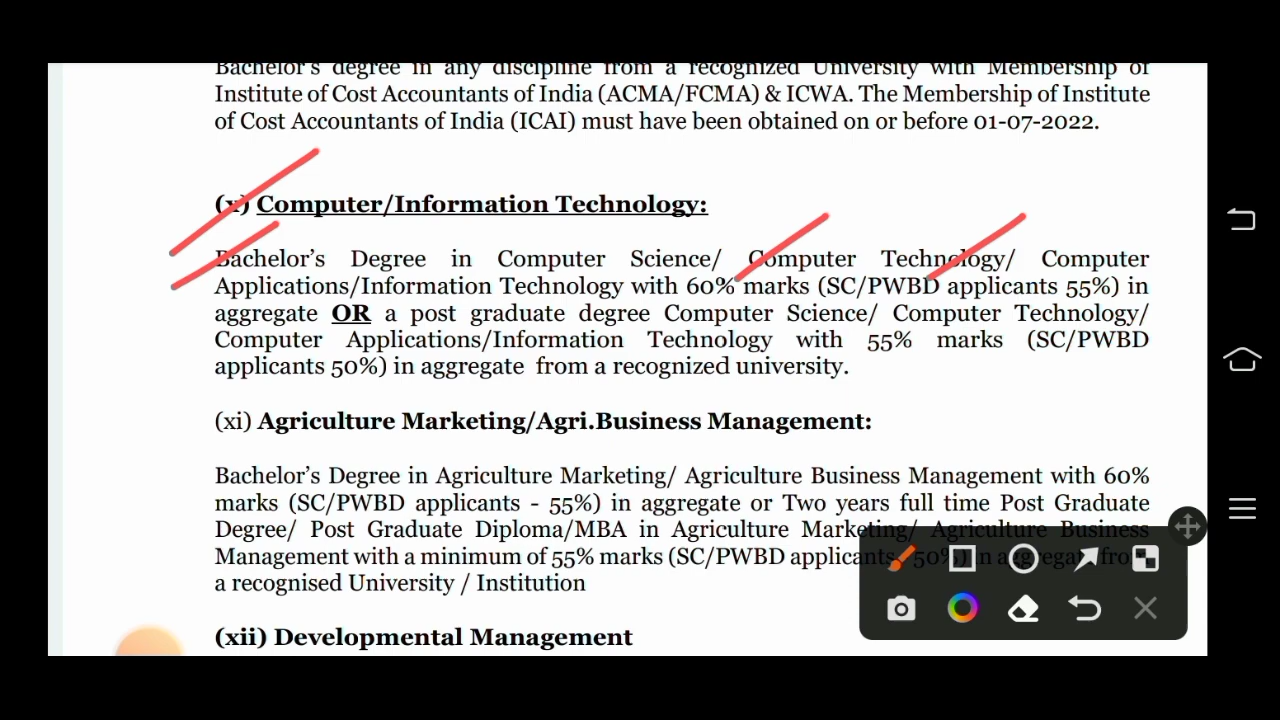 Bachelor's degree in any discipline from a recognized University with Membership of
Institute of Cost Accountants of India (ACMA/FCMA) & ICWA. The Membership of Institute
of Cost Accountants of India (ICAI) must have been obtained on or before 01-07-2022.
(x) Computer/Information Technology:
Bachelor's Degree in Computer Science/ Computer Technology/ Computer
Applications/Information Technology with 60% marks (SC/PWBD applicants 55%) in
aggregate OR a post graduate degree Computer Science/ Computer Technology/
Computer Applications/Information Technology with 55% marks (SC/PWBD
applicants 50%) in aggregate from a recognized university.
(xi) Agriculture Marketing/Agri.Business Management:
Bachelor's Degree in Agriculture Marketing/ Agriculture Business Management with 60%
marks (SC/PWBD applicants - 55%) in aggregate or Two years full time Post Graduate
Degree/ Post Graduate Diploma/MBA in Agriculture Marketing/ Agriculture Business
Management with a minimum of 55% marks (SC/PWBD applicants - 50%) in aggregate from
a recognised University / Institution
(xii) Developmental Management